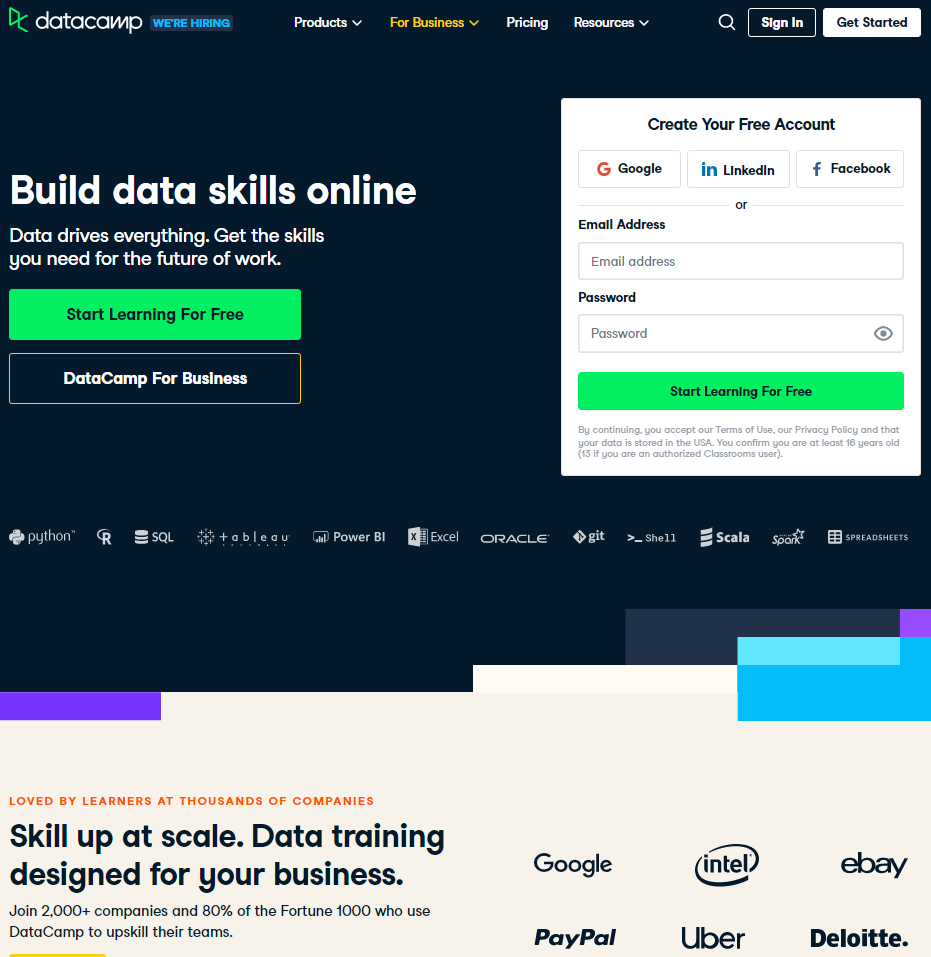 datacamp WE'RE HIRING Products For Business Pricing Resources Sign In Get Started
Build data skills online
Data drives everything. Get the skills
you need for the future of work.
Start Learning For Free
DataCamp For Business
Create Your Free Account
Google LinkedIn Facebook
or
Email Address
Email address
Password
Password
Start Learning For Free
By continuing, you accept our Terms of Use, our Privacy Policy and that
your data is stored in the USA. You confirm you are at least 16 years old
(13 if you are an authorized Classrooms user).
python™ R SQL +ableau Power BI Excel ORACLE git >_ Shell Scala Spark SPREADSHEETS
LOVED BY LEARNERS AT THOUSANDS OF COMPANIES
Skill up at scale. Data training
designed for your business.
Join 2,000+ companies and 80% of the Fortune 1000 who use
DataCamp to upskill their teams.
Google intel ebay
PayPal Uber Deloitte.